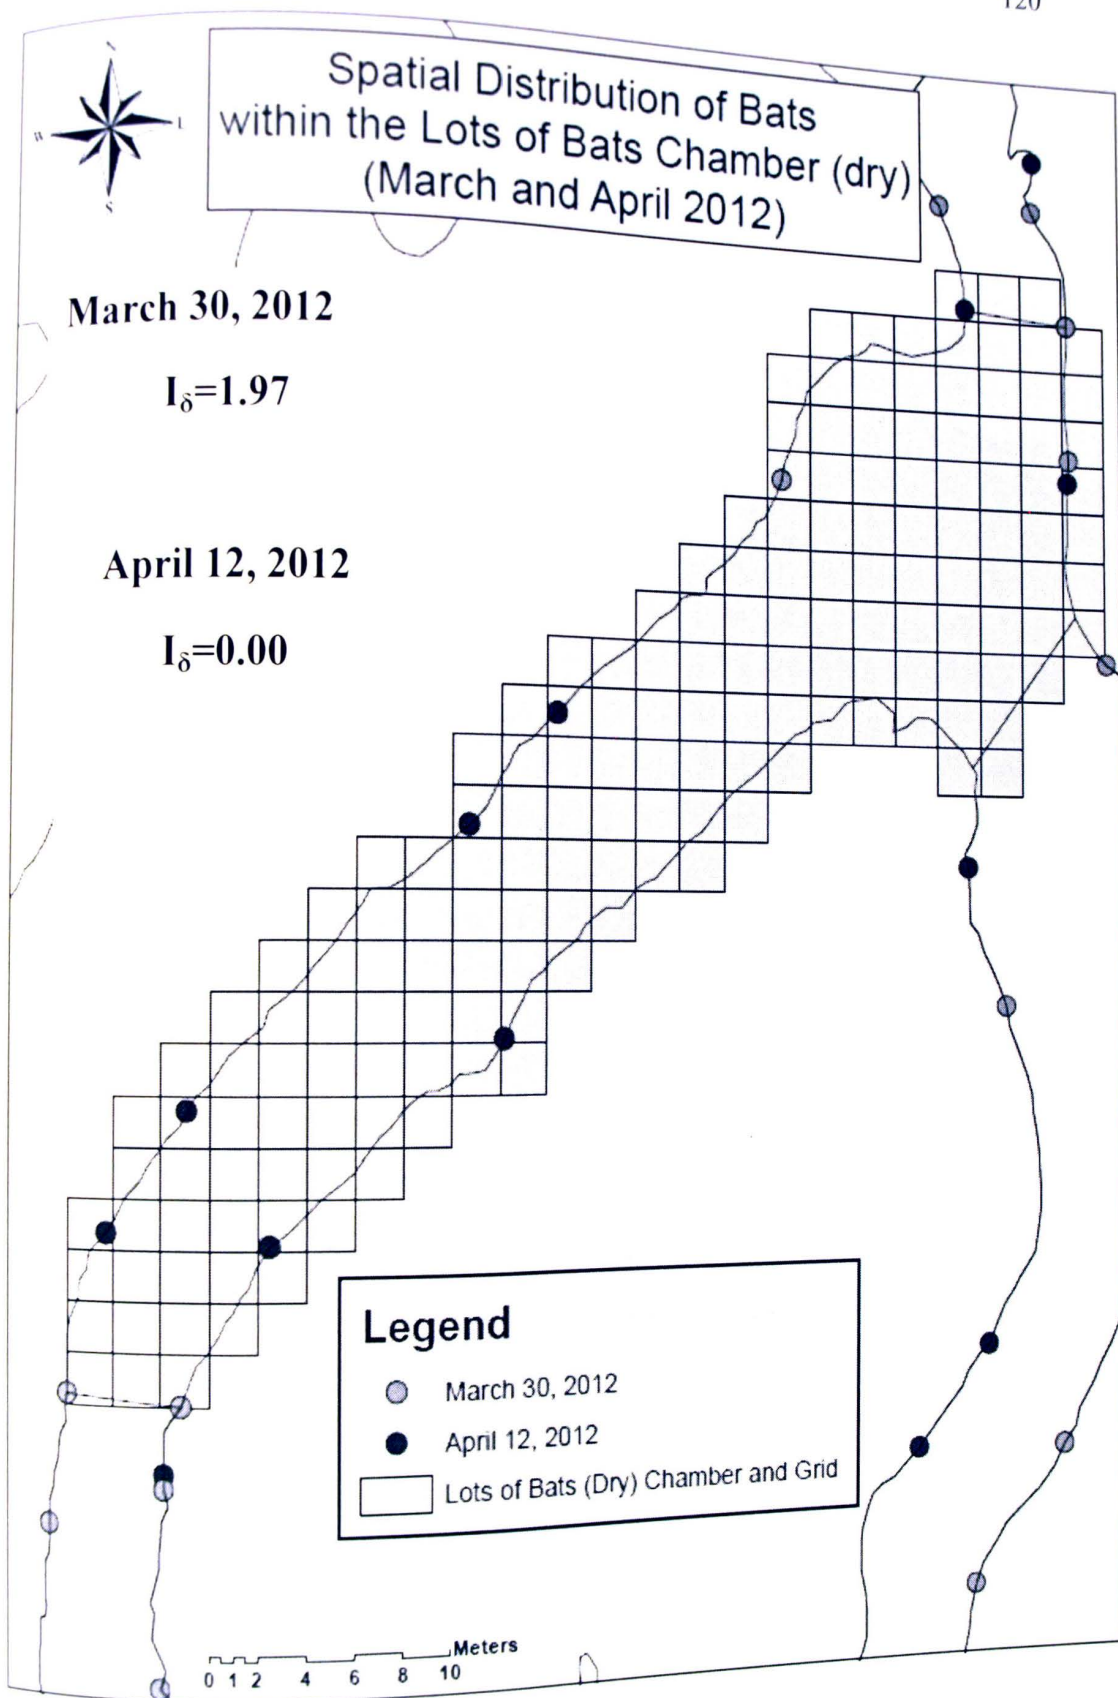 120
Spatial Distribution of Bats
within the Lots of Bats Chamber (dry)
(March and April 2012)
S
March 30, 2012
I
δ=1.97
April 12, 2012
I
δ=0.00
Legend
March 30, 2012
April 12, 2012
Lots of Bats (Dry) Chamber and Grid
Meters
0 1 2 4 6 8 10